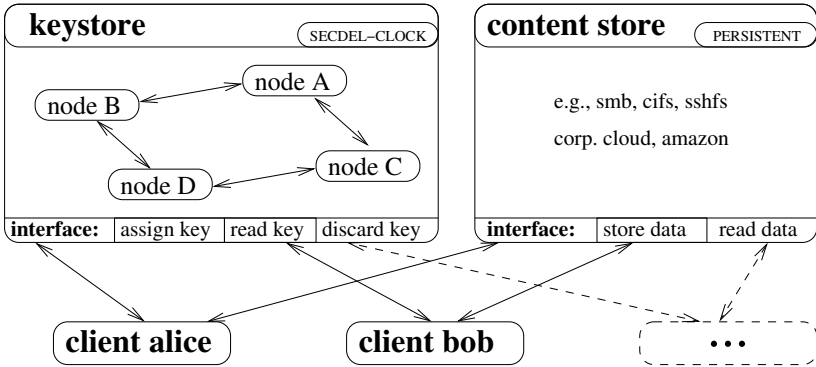 keystore
SECDEL–CLOCK
node A
node B
node C
node D
interface: assign key read key discard key
content store
PERSISTENT
e.g., smb, cifs, sshfs
corp. cloud, amazon
interface: store data read data
client alice
client bob
•••